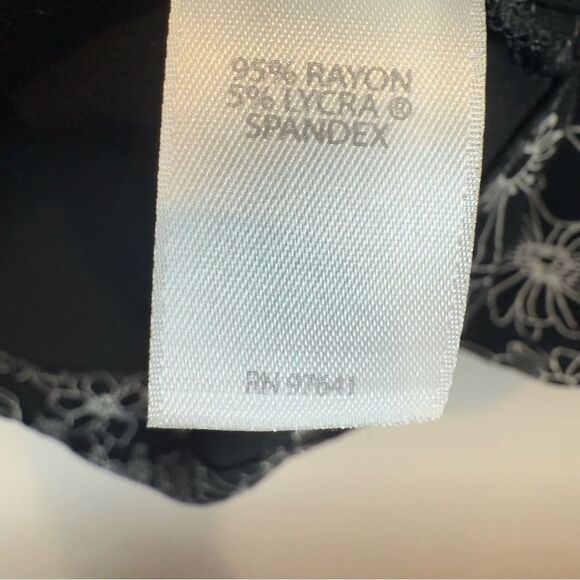 95% RAYON
5% LYCRA ®
SPANDEX
RN 97641